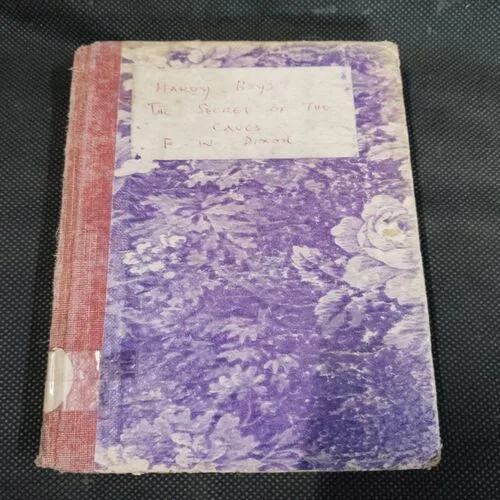 HARDY BOYS
THE SECRET OF THE
CAVES
F W DIXON